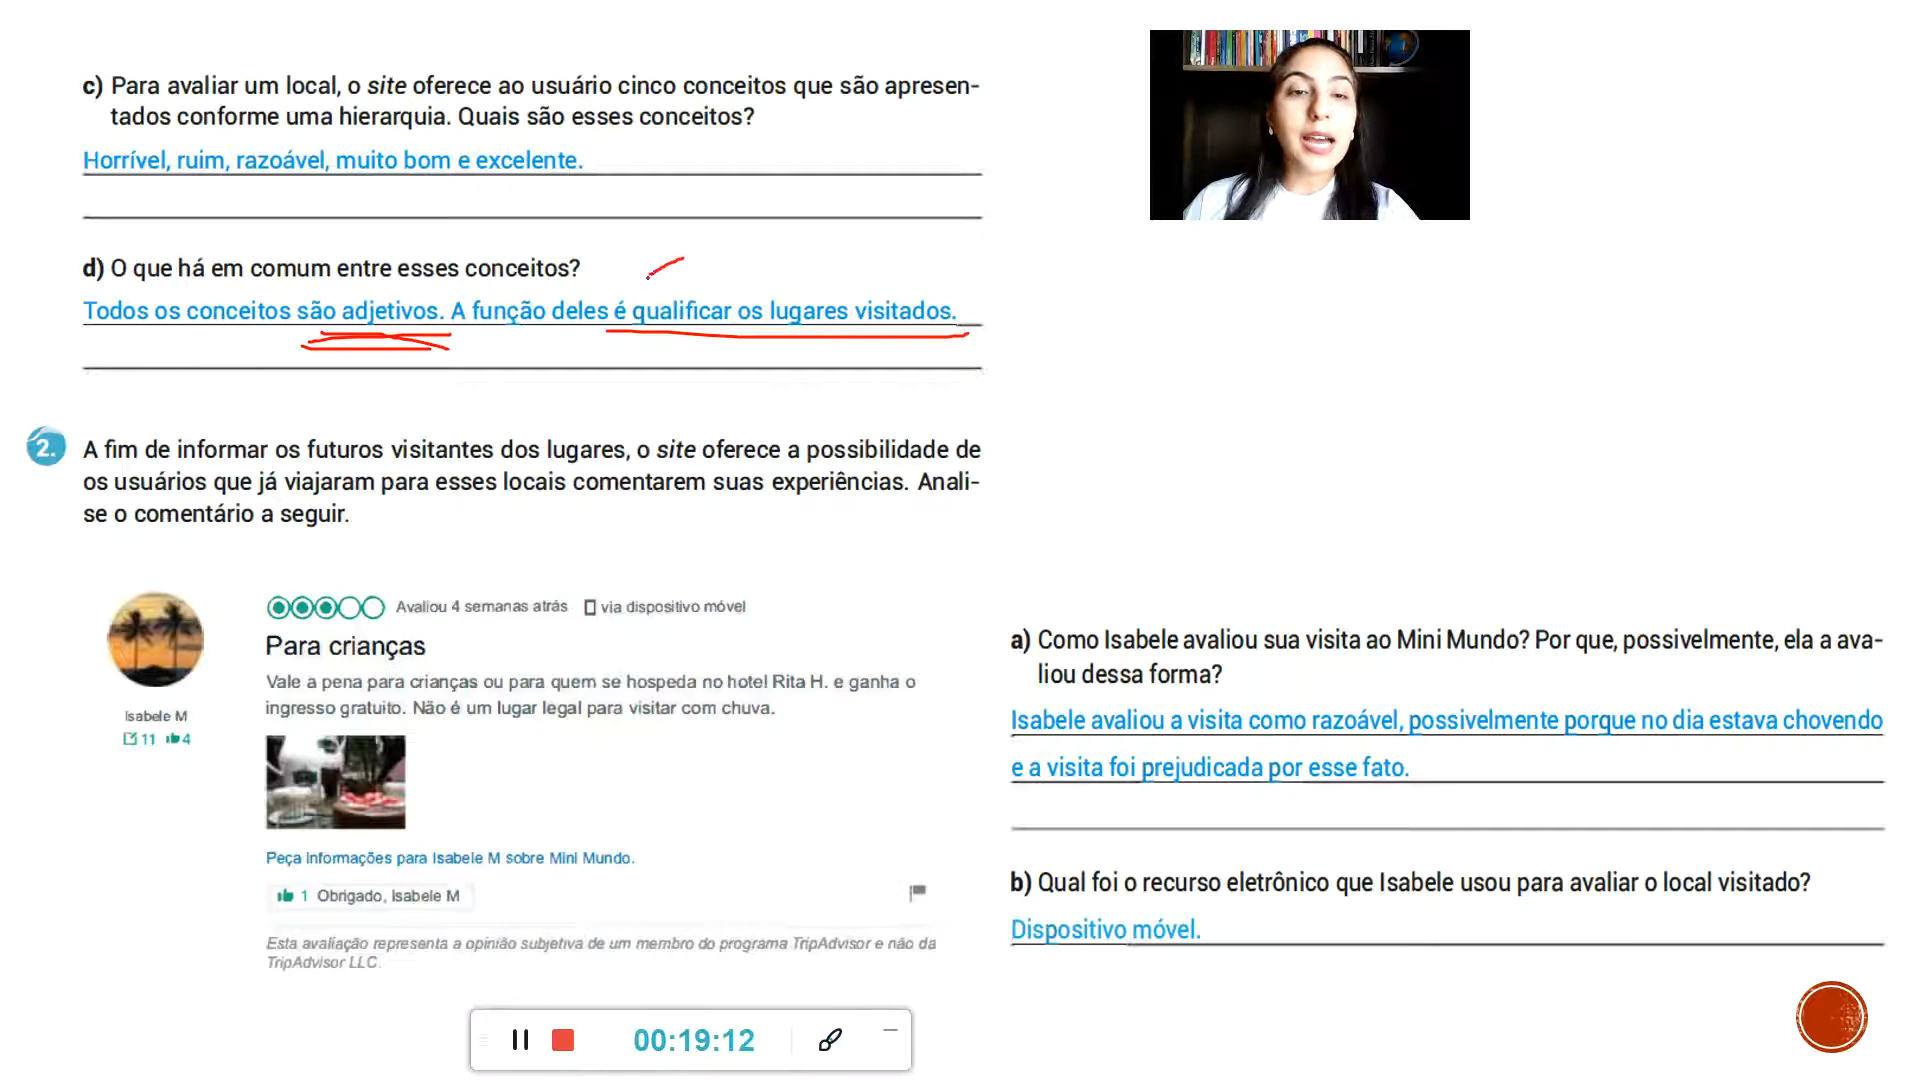 c) Para avaliar um local, o site oferece ao usuário cinco conceitos que são apresen-
tados conforme uma hierarquia. Quais são esses conceitos?
Horrível, ruim, razoável, muito bom e excelente.
d) O que há em comum entre esses conceitos?
Todos os conceitos são adjetivos. A função deles é qualificar os lugares visitados.
2. A fim de informar os futuros visitantes dos lugares, o site oferece a possibilidade de
os usuários que já viajaram para esses locais comentarem suas experiências. Anali-
se o comentário a seguir.
Avaliou 4 semanas atrás via dispositivo móvel
Para crianças
Vale a pena para crianças ou para quem se hospeda no hotel Rita H. e ganha o
ingresso gratuito. Não é um lugar legal para visitar com chuva.
Isabele M
11 4
Peça informações para Isabele M sobre Mini Mundo.
1 Obrigado, Isabele M
Esta avaliação representa a opinião subjetiva de um membro do programa TripAdvisor e não da
TripAdvisor LLC.
a) Como Isabele avaliou sua visita ao Mini Mundo? Por que, possivelmente, ela a ava-
liou dessa forma?
Isabele avaliou a visita como razoável, possivelmente porque no dia estava chovendo
e a visita foi prejudicada por esse fato.
b) Qual foi o recurso eletrônico que Isabele usou para avaliar o local visitado?
Dispositivo móvel.
00:19:12